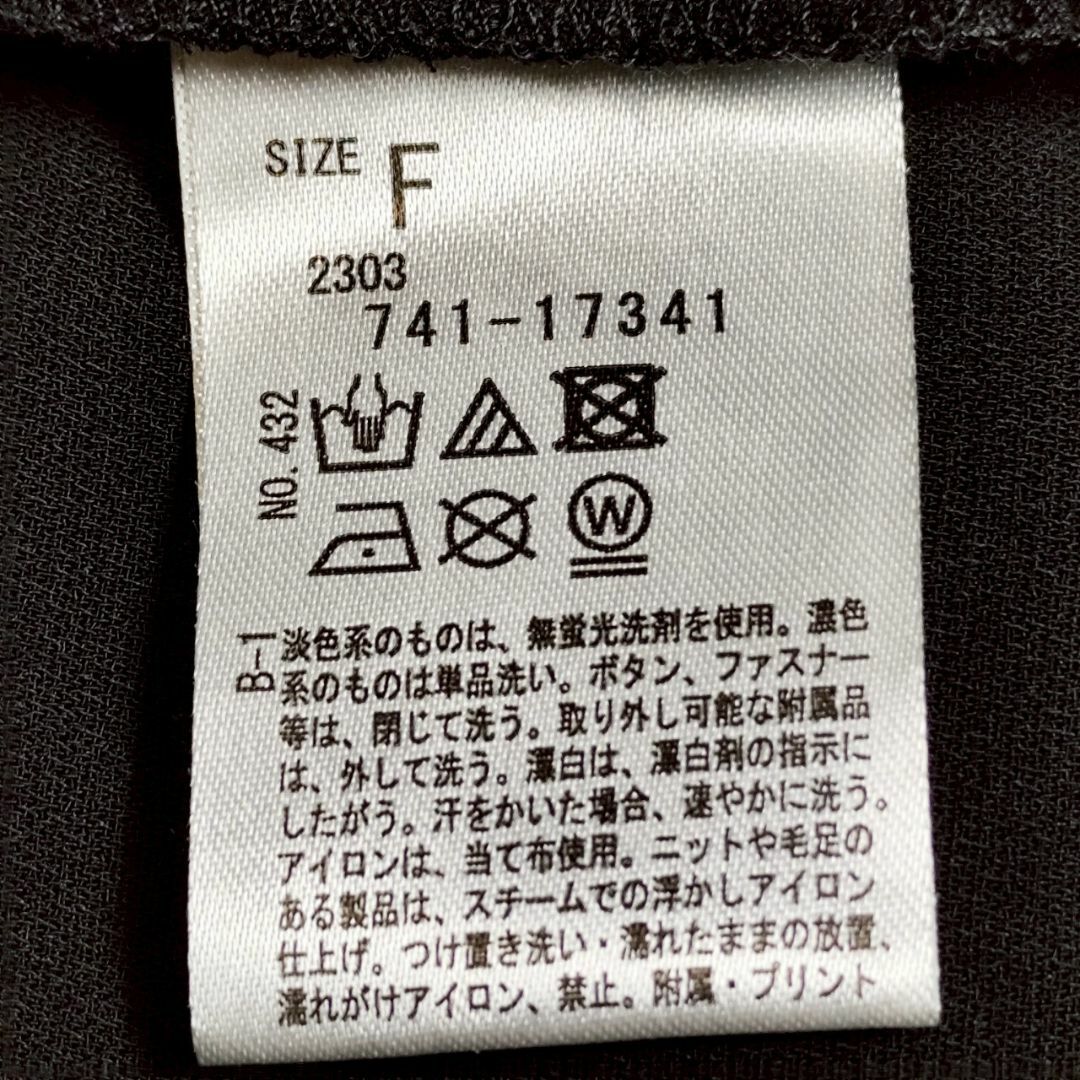 SIZE F
2303
741-17341
NO.432
W
B-1
淡色系のものは、無蛍光洗剤を使用。濃色
系のものは単品洗い。ボタン、ファスナー
等は、閉じて洗う。取り外し可能な附属品
は、外して洗う。漂白は、漂白剤の指示に
したがう。汗をかいた場合、速やかに洗う。
アイロンは、当て布使用。ニットや毛足の
ある製品は、スチームでの浮かしアイロン
仕上げ。つけ置き洗い・濡れたままの放置、
濡れがけアイロン、禁止。附属・プリント